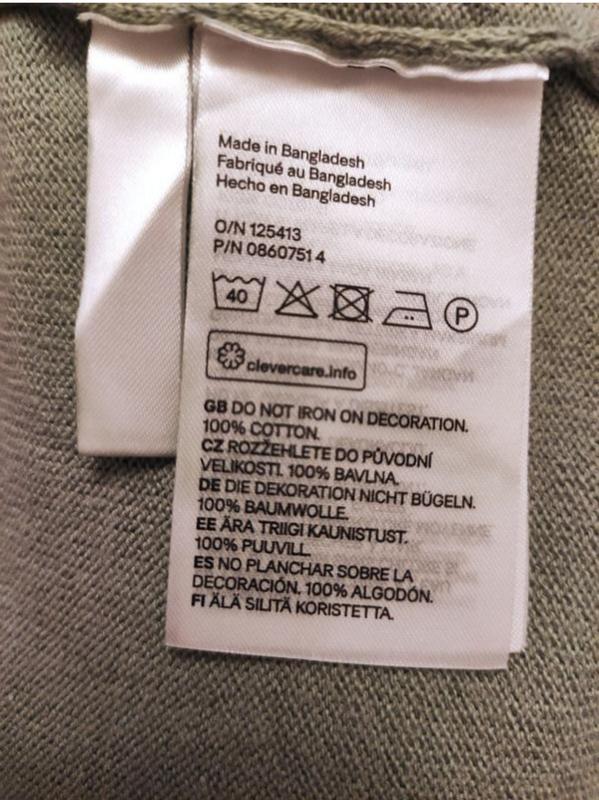 Made in Bangladesh
Fabriqué au Bangladesh
Hecho en Bangladesh
O/N 125413
P/N 0860751 4
40 P
clevercare.info
GB DO NOT IRON ON DECORATION.
100% COTTON.
CZ ROZŽEHLETE DO PŮVODNÍ
VELIKOSTI. 100% BAVLNA.
DE DIE DEKORATION NICHT BÜGELN.
100% BAUMWOLLE.
EE ÄRA TRIIGI KAUNISTUST.
100% PUUVILL.
ES NO PLANCHAR SOBRE LA
DECORACIÓN. 100% ALGODÓN.
FI ÄLÄ SILITÄ KORISTETTA.